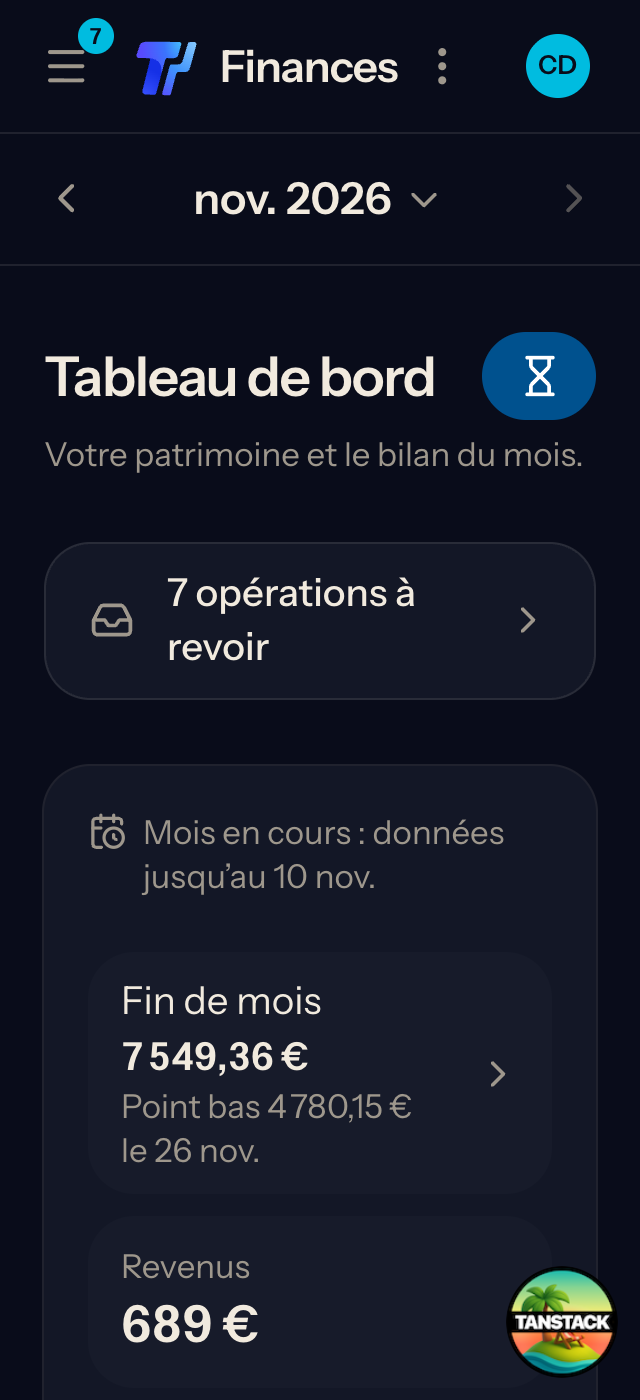 7
Finances
CD
nov. 2026
Tableau de bord
Votre patrimoine et le bilan du mois.
7 opérations à
revoir
Mois en cours : données
jusqu’au 10 nov.
Fin de mois
7 549,36 €
Point bas 4 780,15 €
le 26 nov.
Revenus
689 €
TANSTACK